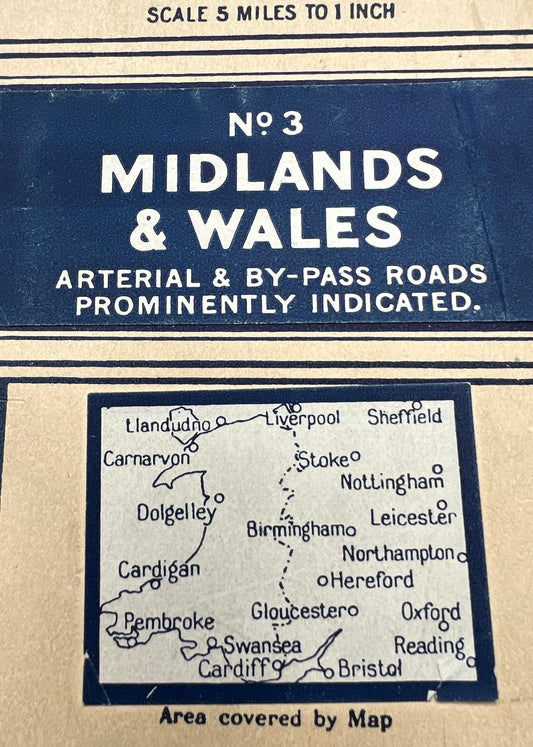 SCALE 5 MILES TO 1 INCH
Nº 3
MIDLANDS
& WALES
ARTERIAL & BY-PASS ROADS
PROMINENTLY INDICATED.
Llandudno
Liverpool
Sheffield
Carnarvon
Stoke
Nottingham
Dolgelley
Leicester
Birmingham
Northampton
Cardigan
Hereford
Pembroke
Gloucester
Oxford
Swansea
Reading
Cardiff
Bristol
Area covered by Map